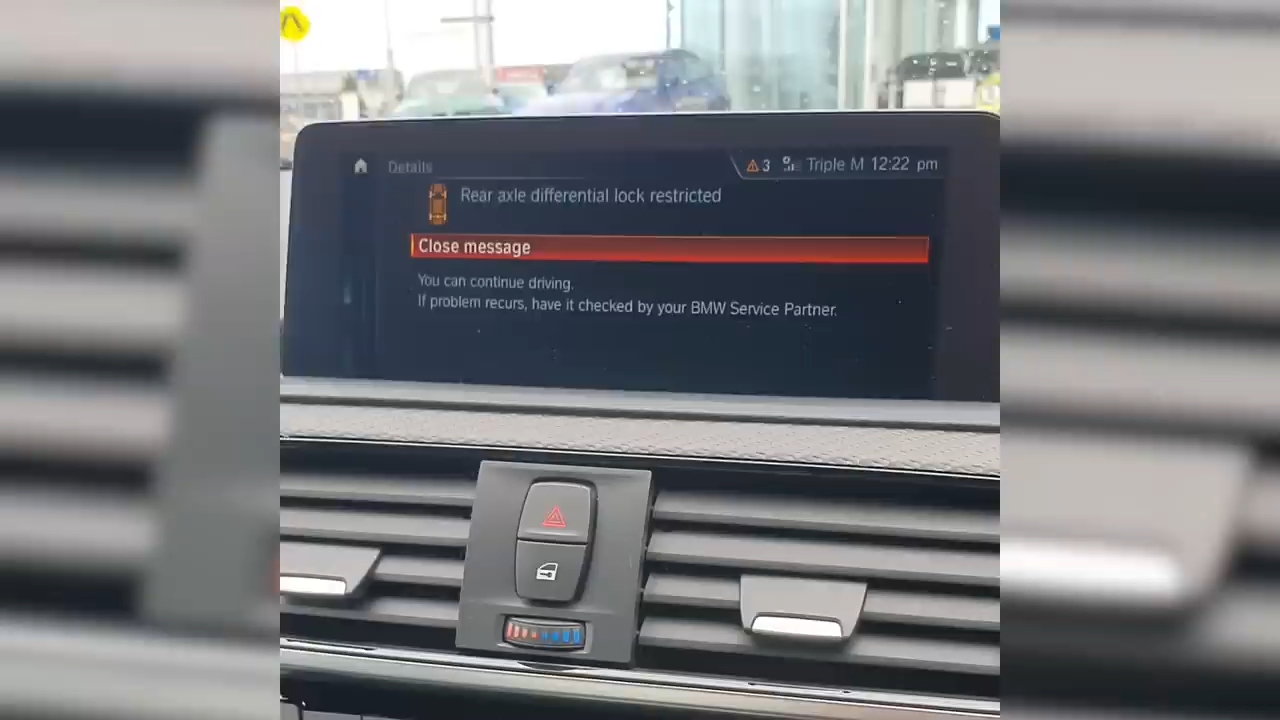 Details
3 Triple M 12:22 pm
Rear axle differential lock restricted
Close message
You can continue driving.
If problem recurs, have it checked by your BMW Service Partner.